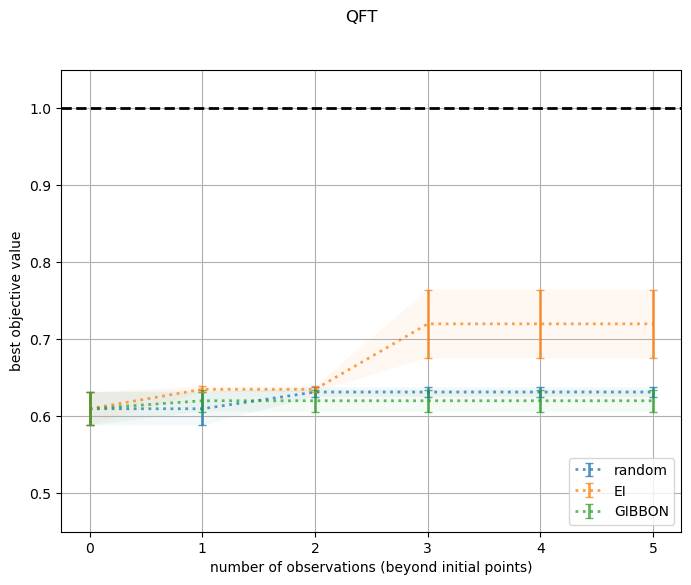 QFT
best objective value
1.0
0.9
0.8
0.7
0.6
0.5
0 1 2 3 4 5
number of observations (beyond initial points)
random
EI
GIBBON